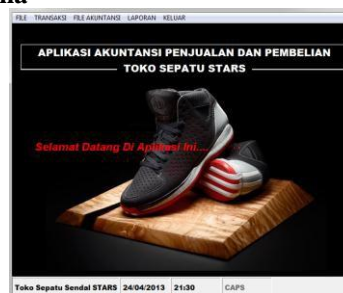 FILE TRANSAKSI FILE AKUNTANSI LAPORAN KELUAR
APLIKASI AKUNTANSI PENJUALAN DAN PEMBELIAN
TOKO SEPATU STARS
Selamat Datang Di Aplikasi Ini....
Toko Sepatu Sendal STARS 24/04/2013 21:30 CAPS